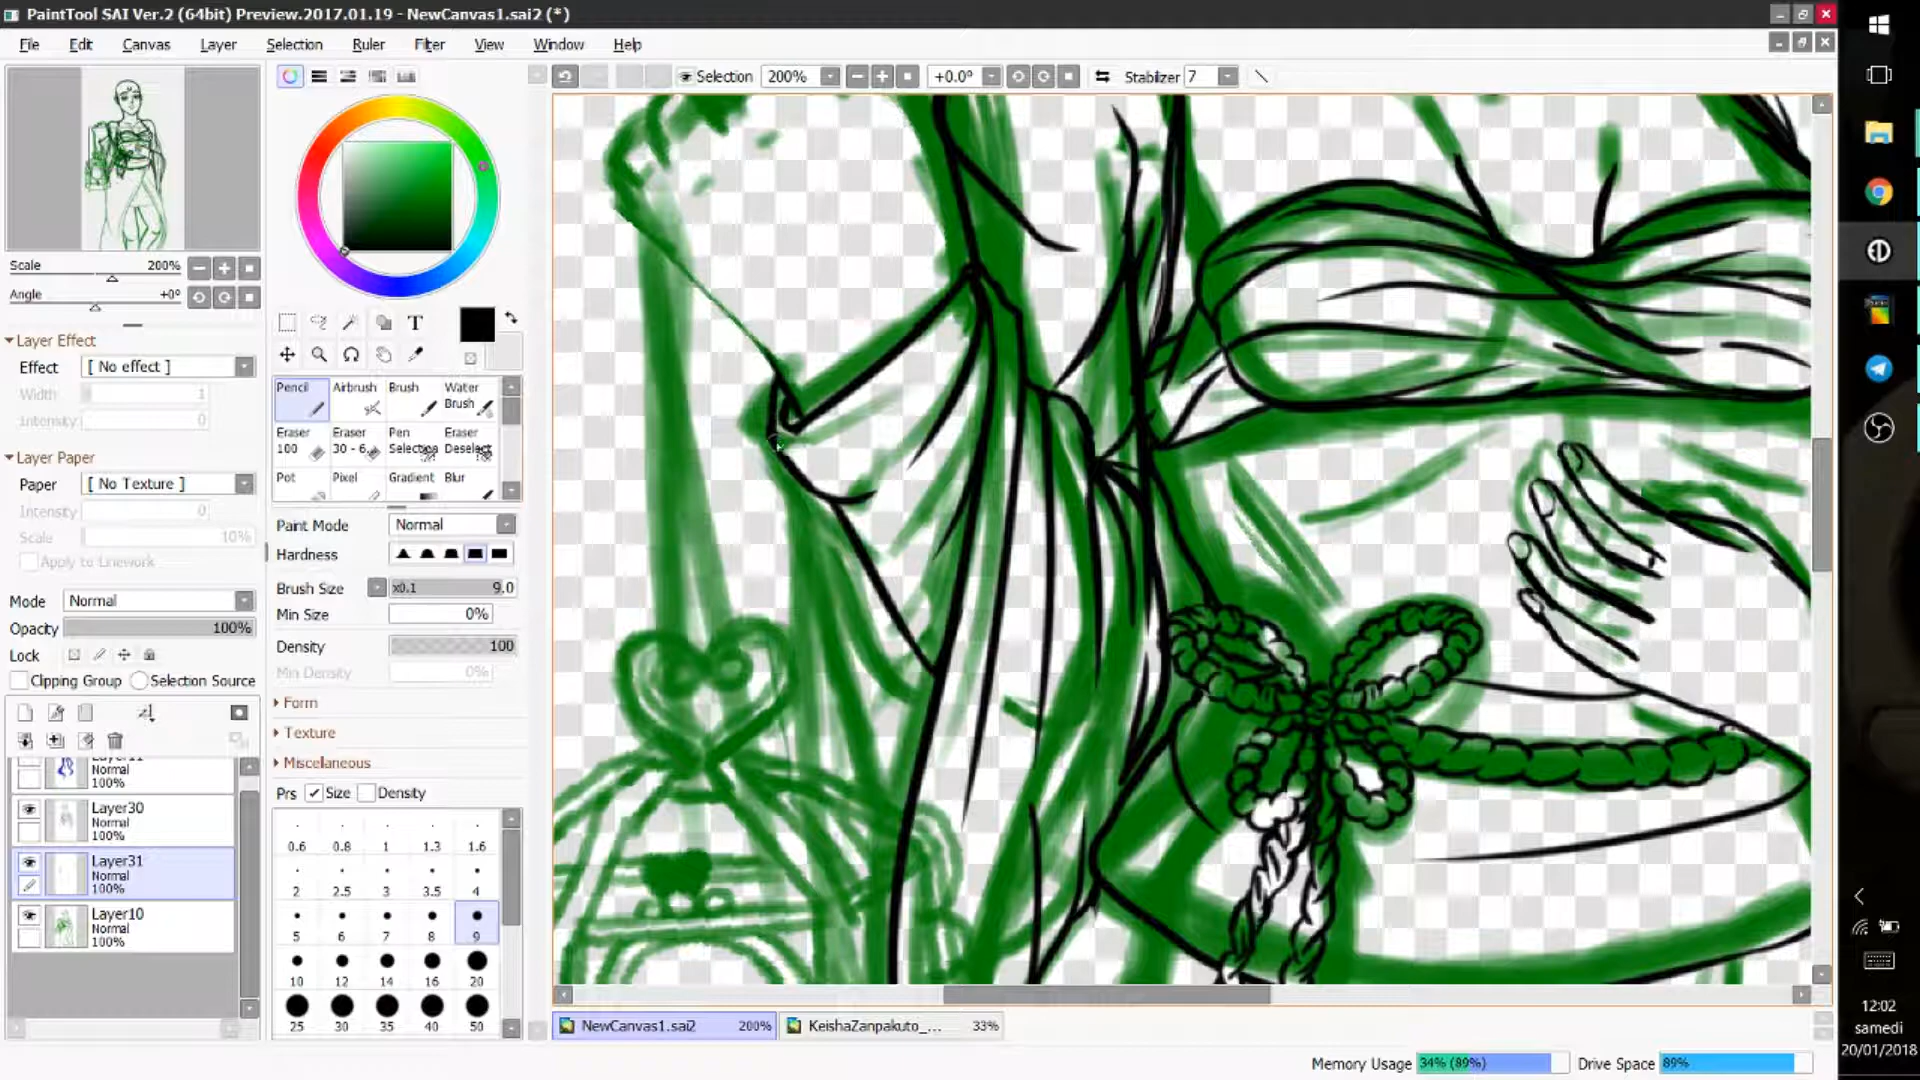 PaintTool SAI Ver.2 (64bit) Preview.2017.01.19 - NewCanvas1.sai2 (*)
File Edit Canvas Layer Selection Ruler Filter View Window Help
Selection 200% +0.0° Stabilizer 7
Scale 200%
Angle +0°
Layer Effect
Effect [ No effect ]
Width 1
Intensity 0
Layer Paper
Paper [ No Texture ]
Intensity 0
Scale 10%
Apply to Linework
Mode Normal
Opacity 100%
Lock
Clipping Group Selection Source
Normal
100%
Layer30
Normal
100%
Layer31
Normal
100%
Layer10
Normal
100%
T
Pencil Airbrush Brush Water Brush
Eraser 100 Eraser 30 - 6. Pen Selection Eraser Deselect
Pot Pixel Gradient Blur
Paint Mode Normal
Hardness
Brush Size x0.1 9.0
Min Size 0%
Density 100
Min Density 0%
Form
Texture
Miscellaneous
Prs Size Density
0.6 0.8 1 1.3 1.6
2 2.5 3 3.5 4
5 6 7 8 9
10 12 14 16 20
25 30 35 40 50
NewCanvas1.sai2 200% KeishaZanpakuto_... 33%
Memory Usage 34% (89%) Drive Space 89%
12:02
samedi
20/01/2018